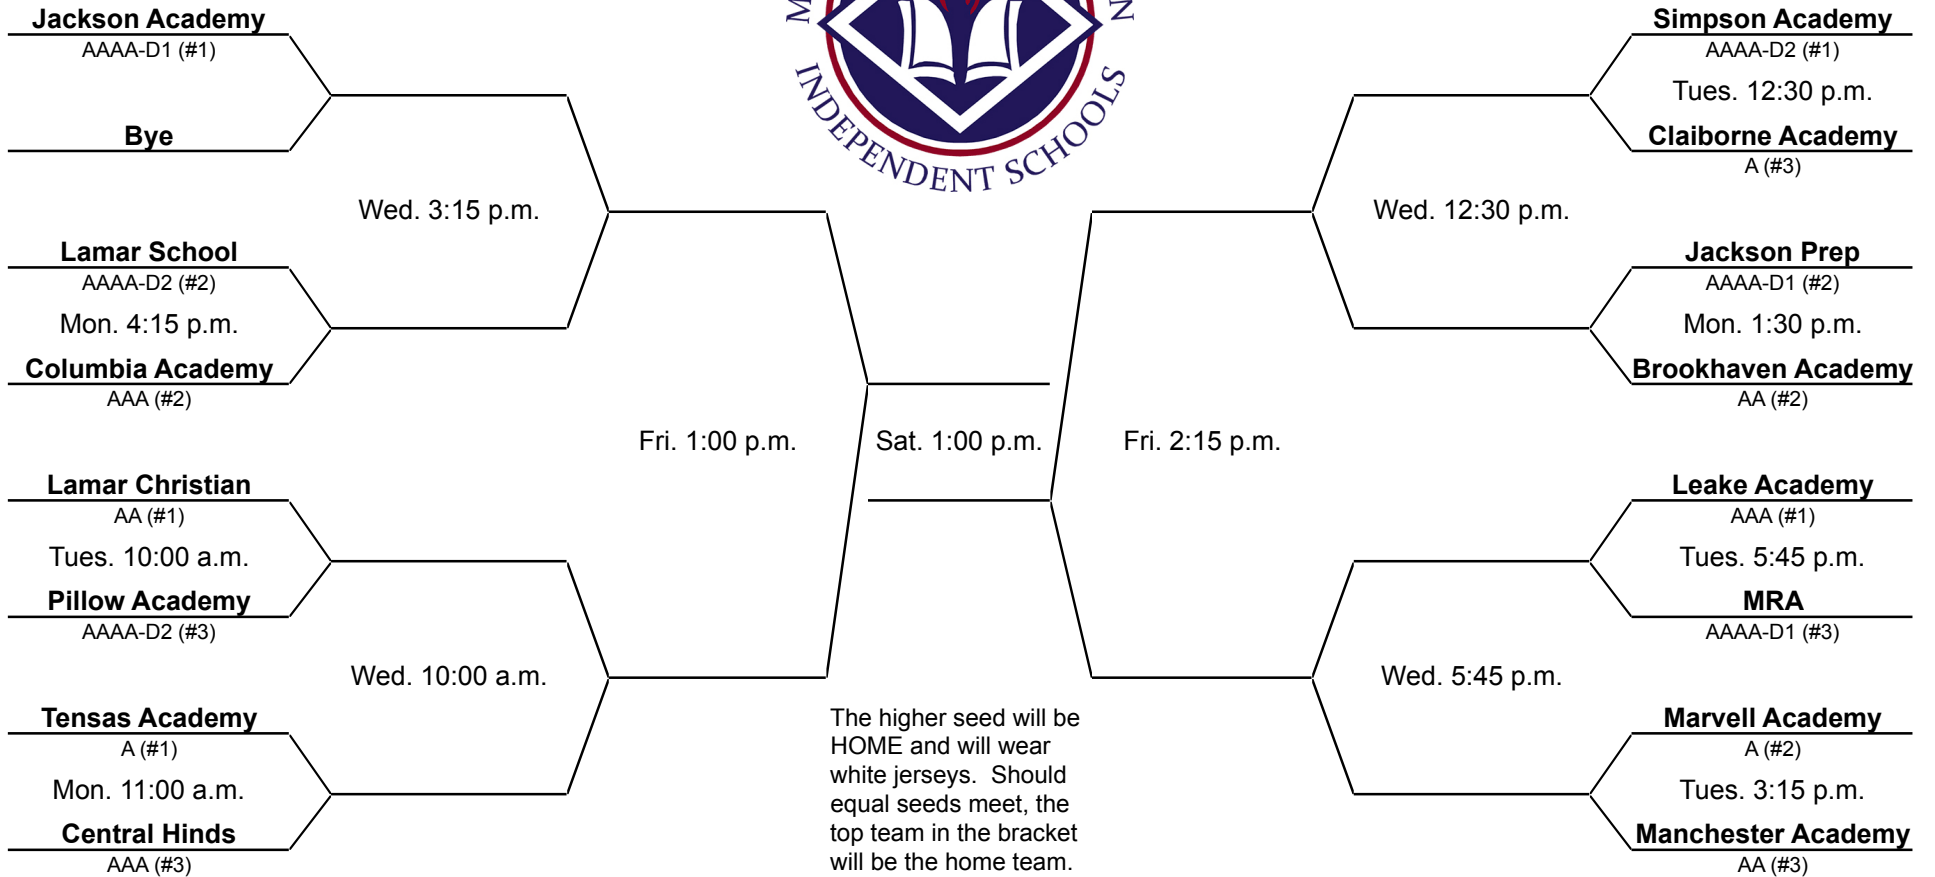 Jackson Academy
AAAA-D1 (#1)
Bye
Wed. 3:15 p.m.
Lamar School
AAAA-D2 (#2)
Mon. 4:15 p.m.
Columbia Academy
AAA (#2)
Fri. 1:00 p.m.
Lamar Christian
AA (#1)
Tues. 10:00 a.m.
Pillow Academy
AAAA-D2 (#3)
Wed. 10:00 a.m.
Tensas Academy
A (#1)
Mon. 11:00 a.m.
Central Hinds
AAA (#3)
INDEPENDENT SCHOOLS
Sat. 1:00 p.m.
The higher seed will be
HOME and will wear
white jerseys.  Should
equal seeds meet, the
top team in the bracket
will be the home team.
Simpson Academy
AAAA-D2 (#1)
Tues. 12:30 p.m.
Claiborne Academy
A (#3)
Wed. 12:30 p.m.
Jackson Prep
AAAA-D1 (#2)
Mon. 1:30 p.m.
Brookhaven Academy
AA (#2)
Fri. 2:15 p.m.
Leake Academy
AAA (#1)
Tues. 5:45 p.m.
MRA
AAAA-D1 (#3)
Wed. 5:45 p.m.
Marvell Academy
A (#2)
Tues. 3:15 p.m.
Manchester Academy
AA (#3)